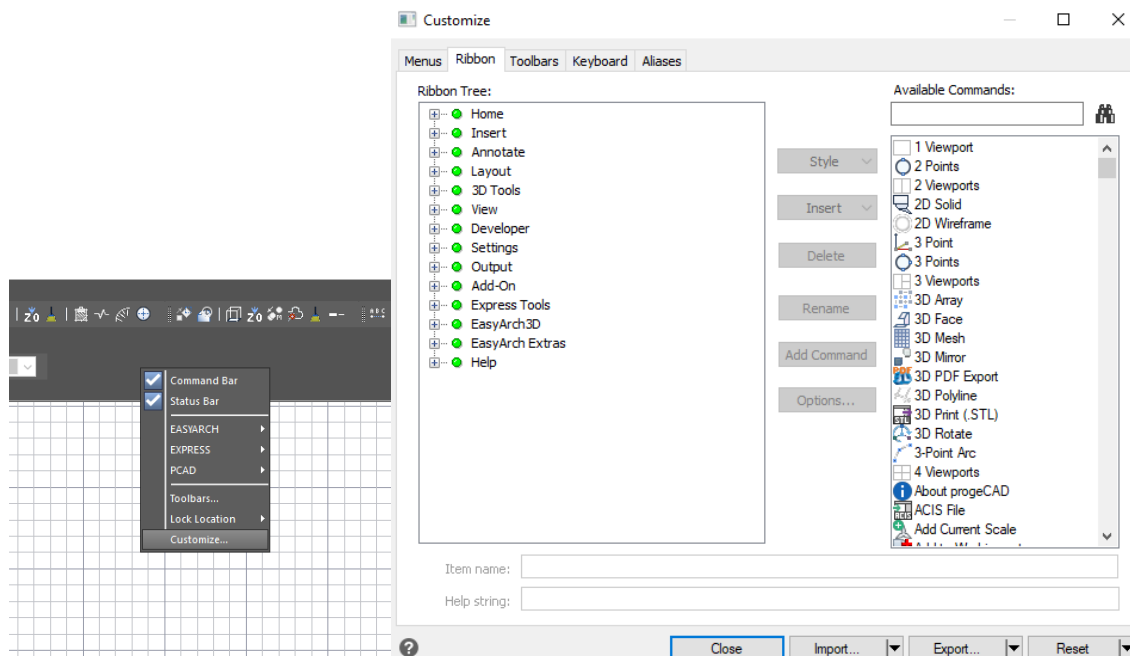 Customize
Menus Ribbon Toolbars Keyboard Aliases
Ribbon Tree:
Home
Insert
Annotate
Layout
3D Tools
View
Developer
Settings
Output
Add-On
Express Tools
EasyArch3D
EasyArch Extras
Help
Style
Insert
Delete
Rename
Add Command
Options...
Available Commands:
1 Viewport
2 Points
2 Viewports
2D Solid
2D Wireframe
3 Point
3 Points
3 Viewports
3D Array
3D Face
3D Mesh
3D Mirror
3D PDF Export
3D Polyline
3D Print (.STL)
3D Rotate
3-Point Arc
4 Viewports
About progeCAD
ACIS File
Add Current Scale
Item name:
Help string:
Close Import... Export... Reset
Command Bar
Status Bar
EASYARCH
EXPRESS
PCAD
Toolbars...
Lock Location
Customize...